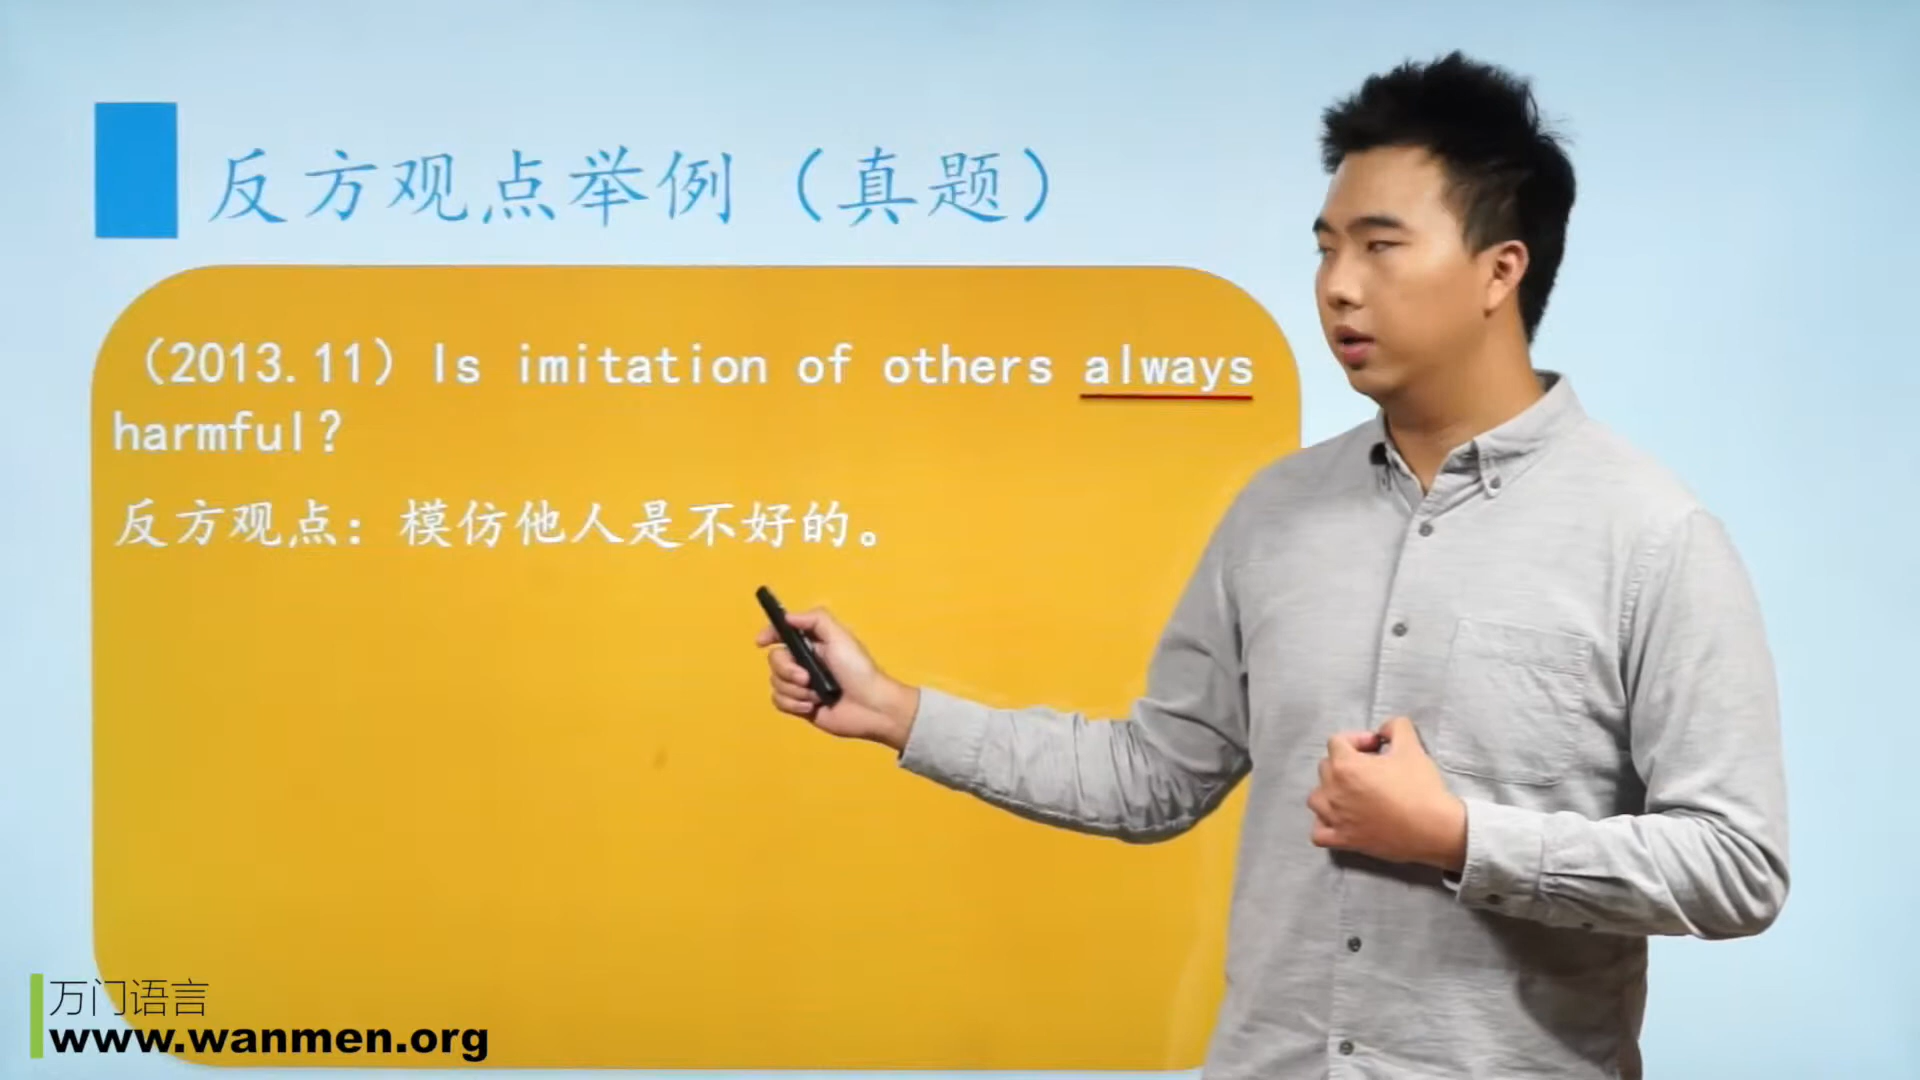 反方观点举例（真题）
（2013.11）Is imitation of others always
harmful?
反方观点：模仿他人是不好的。
万门语言
www.wanmen.org